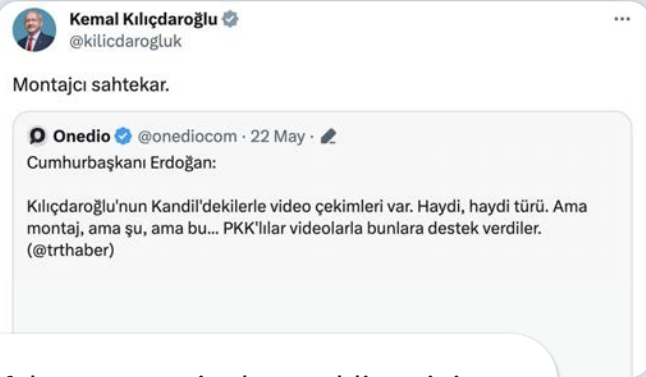 Kemal Kılıçdaroğlu
@kilicdarogluk
Montajcı sahtekar.
Onedio @onediocom · 22 May ·
Cumhurbaşkanı Erdoğan:
Kılıçdaroğlu'nun Kandil'dekilerle video çekimleri var. Haydi, haydi türü. Ama
montaj, ama şu, ama bu... PKK'lılar videolarla bunlara destek verdiler.
(@trthaber)